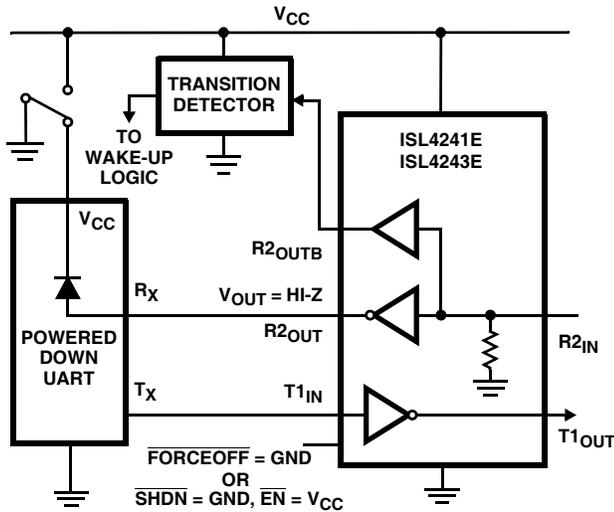 VCC
TRANSITION
DETECTOR
TO
WAKE-UP
LOGIC
ISL4241E
ISL4243E
VCC
R2OUTB
RX
VOUT = HI-Z
R2OUT
R2IN
POWERED
DOWN
UART
TX
T1IN
T1OUT
FORCEOFF = GND
OR
SHDN = GND, EN = VCC